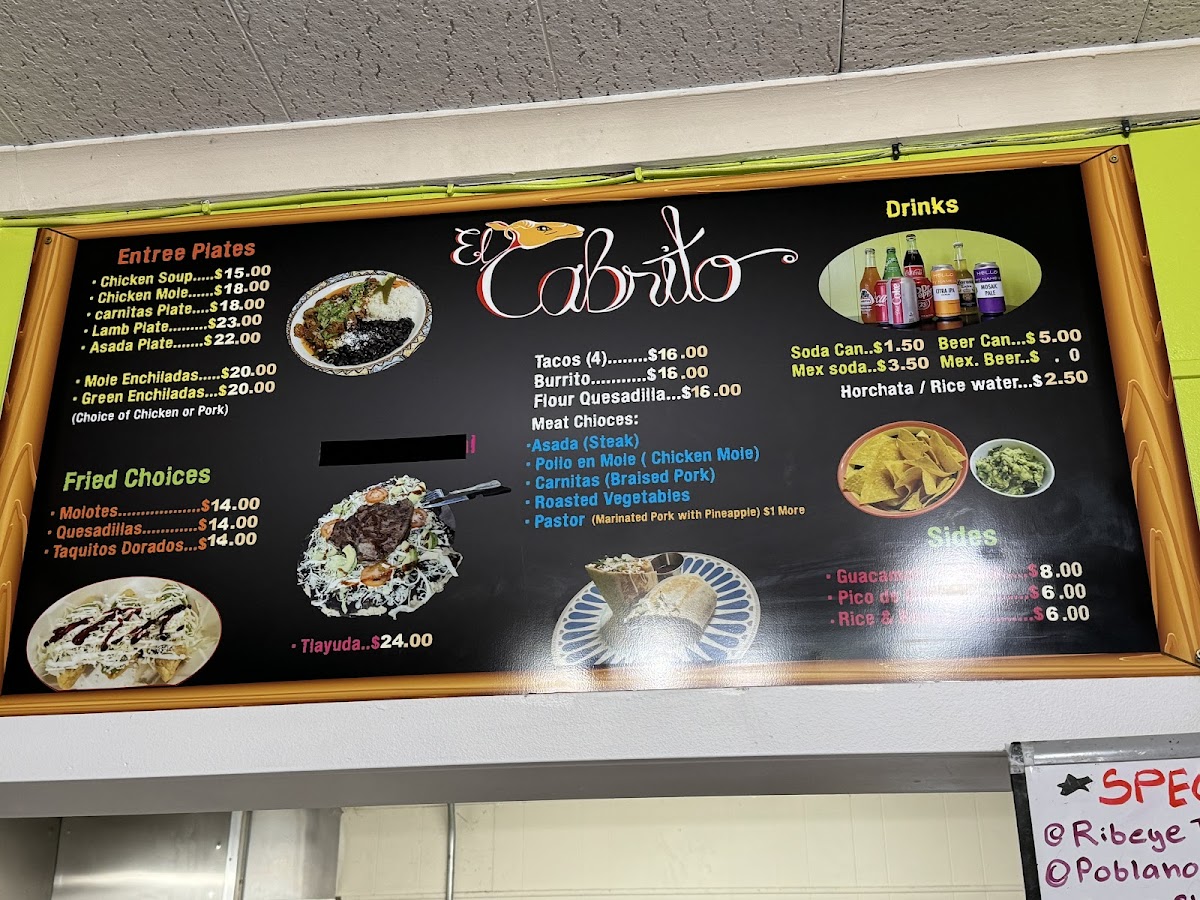 El Cabrito
Entree Plates
• Chicken Soup.....$15.00
• Chicken Mole......$18.00
• carnitas Plate....$18.00
• Lamb Plate.........$23.00
• Asada Plate.......$22.00
• Mole Enchiladas.....$20.00
• Green Enchiladas...$20.00
(Choice of Chicken or Pork)
Fried Choices
• Molotes..................$14.00
• Quesadillas............$14.00
• Taquitos Dorados...$14.00
• Tlayuda..$24.00
Tacos (4)........$16.00
Burrito...........$16.00
Flour Quesadilla...$16.00
Meat Chioces:
•Asada (Steak)
• Pollo en Mole ( Chicken Mole)
• Carnitas (Braised Pork)
• Roasted Vegetables
• Pastor (Marinated Pork with Pineapple) $1 More
Drinks
Soda Can..$1.50 Beer Can...$5.00
Mex soda..$3.50 Mex. Beer..$ . 0
Horchata / Rice water...$2.50
Sides
$8.00
• Pico $6.00
• Rice & $6.00
@Ribeye
@Poblano